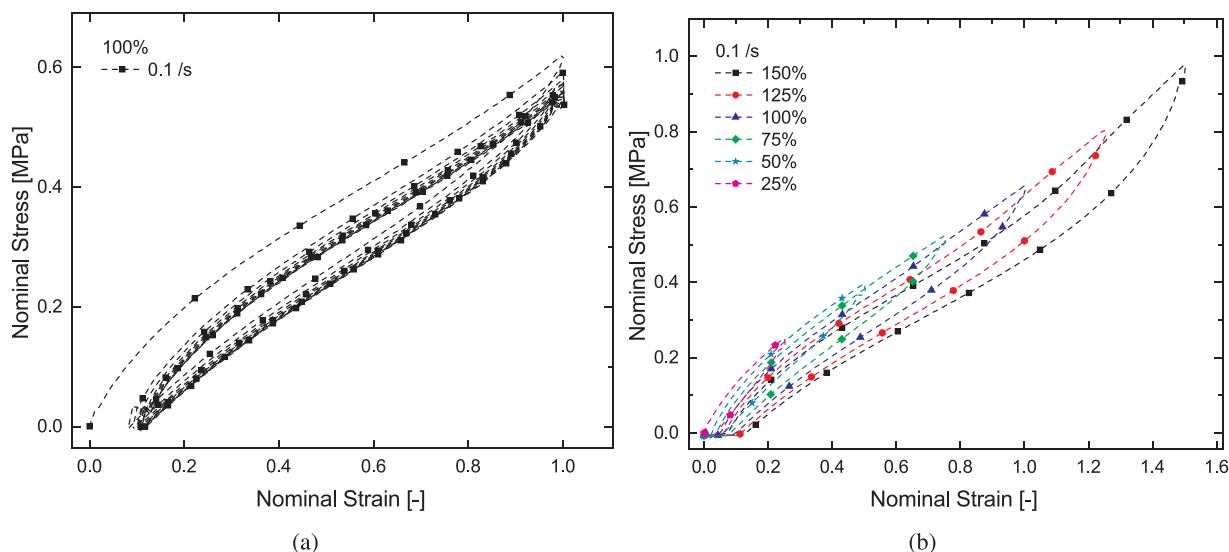 100%
0.1 /s
0.6
0.4
0.2
0.0
Nominal Stress [MPa]
0.0 0.2 0.4 0.6 0.8 1.0
Nominal Strain [-]
(a)
0.1 /s
150%
125%
100%
75%
50%
25%
1.0
0.8
0.6
0.4
0.2
0.0
Nominal Stress [MPa]
0.0 0.2 0.4 0.6 0.8 1.0 1.2 1.4 1.6
Nominal Strain [-]
(b)